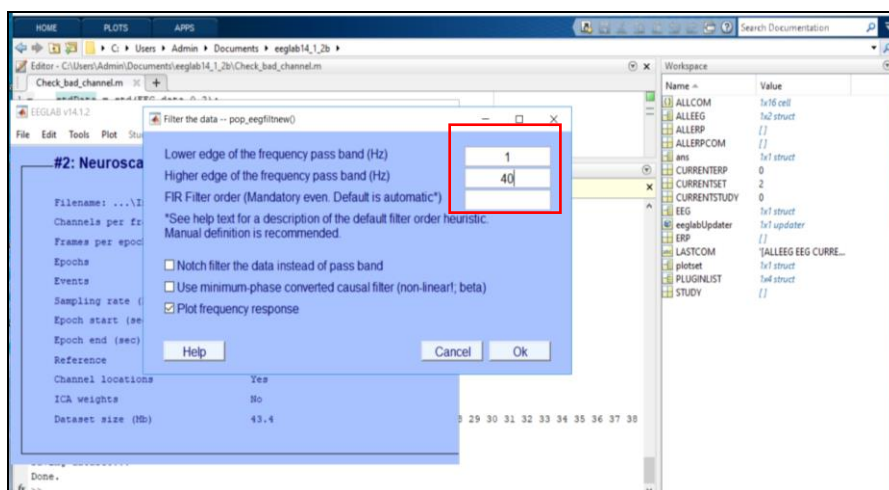 HOME PLOTS APPS
Search Documentation
C: Users Admin Documents eeglab14_1_2b
Editor - C:\Users\Admin\Documents\eeglab14_1_2b\Check_bad_channel.m
Check_bad_channel.m
EEGLAB v14.1.2
File Edit Tools Plot
#2: Neurosca
Filename: ...\I
Channels per fr
Frames per epoc
Epochs
Events
Sampling rate (
Epoch start (se
Epoch end (sec)
Reference
Channel locations Yes
ICA weights No
Dataset size (Mb) 43.4
29 30 31 32 33 34 35 36 37 38
Done.
Filter the data -- pop_eegfiltnew()
Lower edge of the frequency pass band (Hz) 1
Higher edge of the frequency pass band (Hz) 40
FIR Filter order (Mandatory even. Default is automatic*)
*See help text for a description of the default filter order heuristic.
Manual definition is recommended.
Notch filter the data instead of pass band
Use minimum-phase converted causal filter (non-linear!; beta)
Plot frequency response
Help Cancel Ok
Workspace
Name Value
ALLCOM 1x16 cell
ALLEEG 1x2 struct
ALLERP []
ALLERPCOM []
ans 1x1 struct
CURRENTERP 0
CURRENTSET 2
CURRENTSTUDY 0
EEG 1x1 struct
eeglabUpdater 1x1 updater
ERP []
LASTCOM '[ALLEEG EEG CURRE...
plotset 1x1 struct
PLUGINLIST 1x4 struct
STUDY []